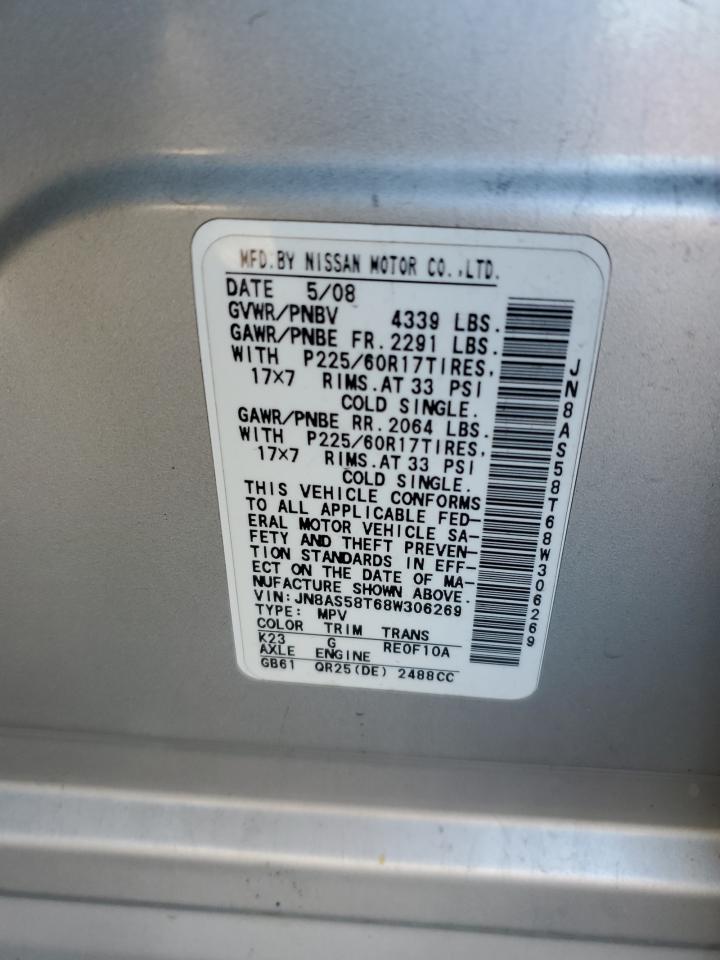 MFD.BY NISSAN MOTOR CO.,LTD.
DATE 5/08
GVWR/PNBV 4339 LBS.
GAWR/PNBE FR.2291 LBS.
WITH P225/60R17TIRES,
17×7 RIMS.AT 33 PSI
COLD SINGLE.
GAWR/PNBE RR.2064 LBS.
WITH P225/60R17TIRES,
17×7 RIMS.AT 33 PSI
COLD SINGLE.
THIS VEHICLE CONFORMS
TO ALL APPLICABLE FED-
ERAL MOTOR VEHICLE SA-
FETY AND THEFT PREVEN-
TION STANDARDS IN EFF-
ECT ON THE DATE OF MA-
NUFACTURE SHOWN ABOVE.
VIN:JN8AS58T68W306269
TYPE: MPV
COLOR TRIM TRANS
K23 G RE0F10A
AXLE ENGINE
GB61 QR25(DE) 2488CC
JN8AS58T68W306269